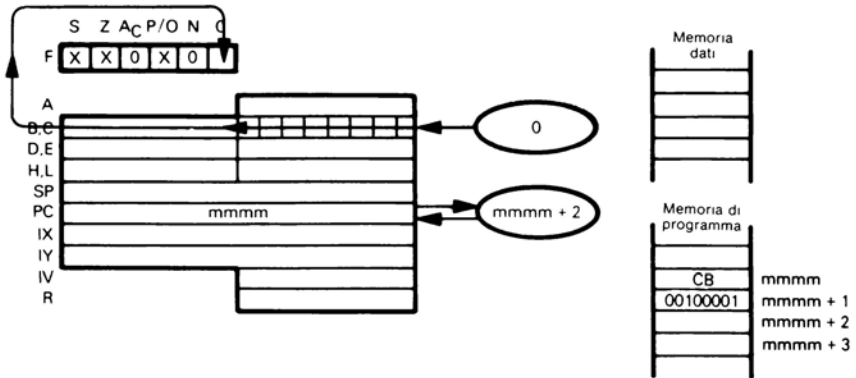 S Z AC P/O N C
F X X 0 X 0
A
B,C
D,E
H,L
SP
PC mmmm
IX
IY
IV
R
0
mmmm + 2
Memoria
dati
Memoria di
programma
CB mmmm
00100001 mmmm + 1
mmmm + 2
mmmm + 3